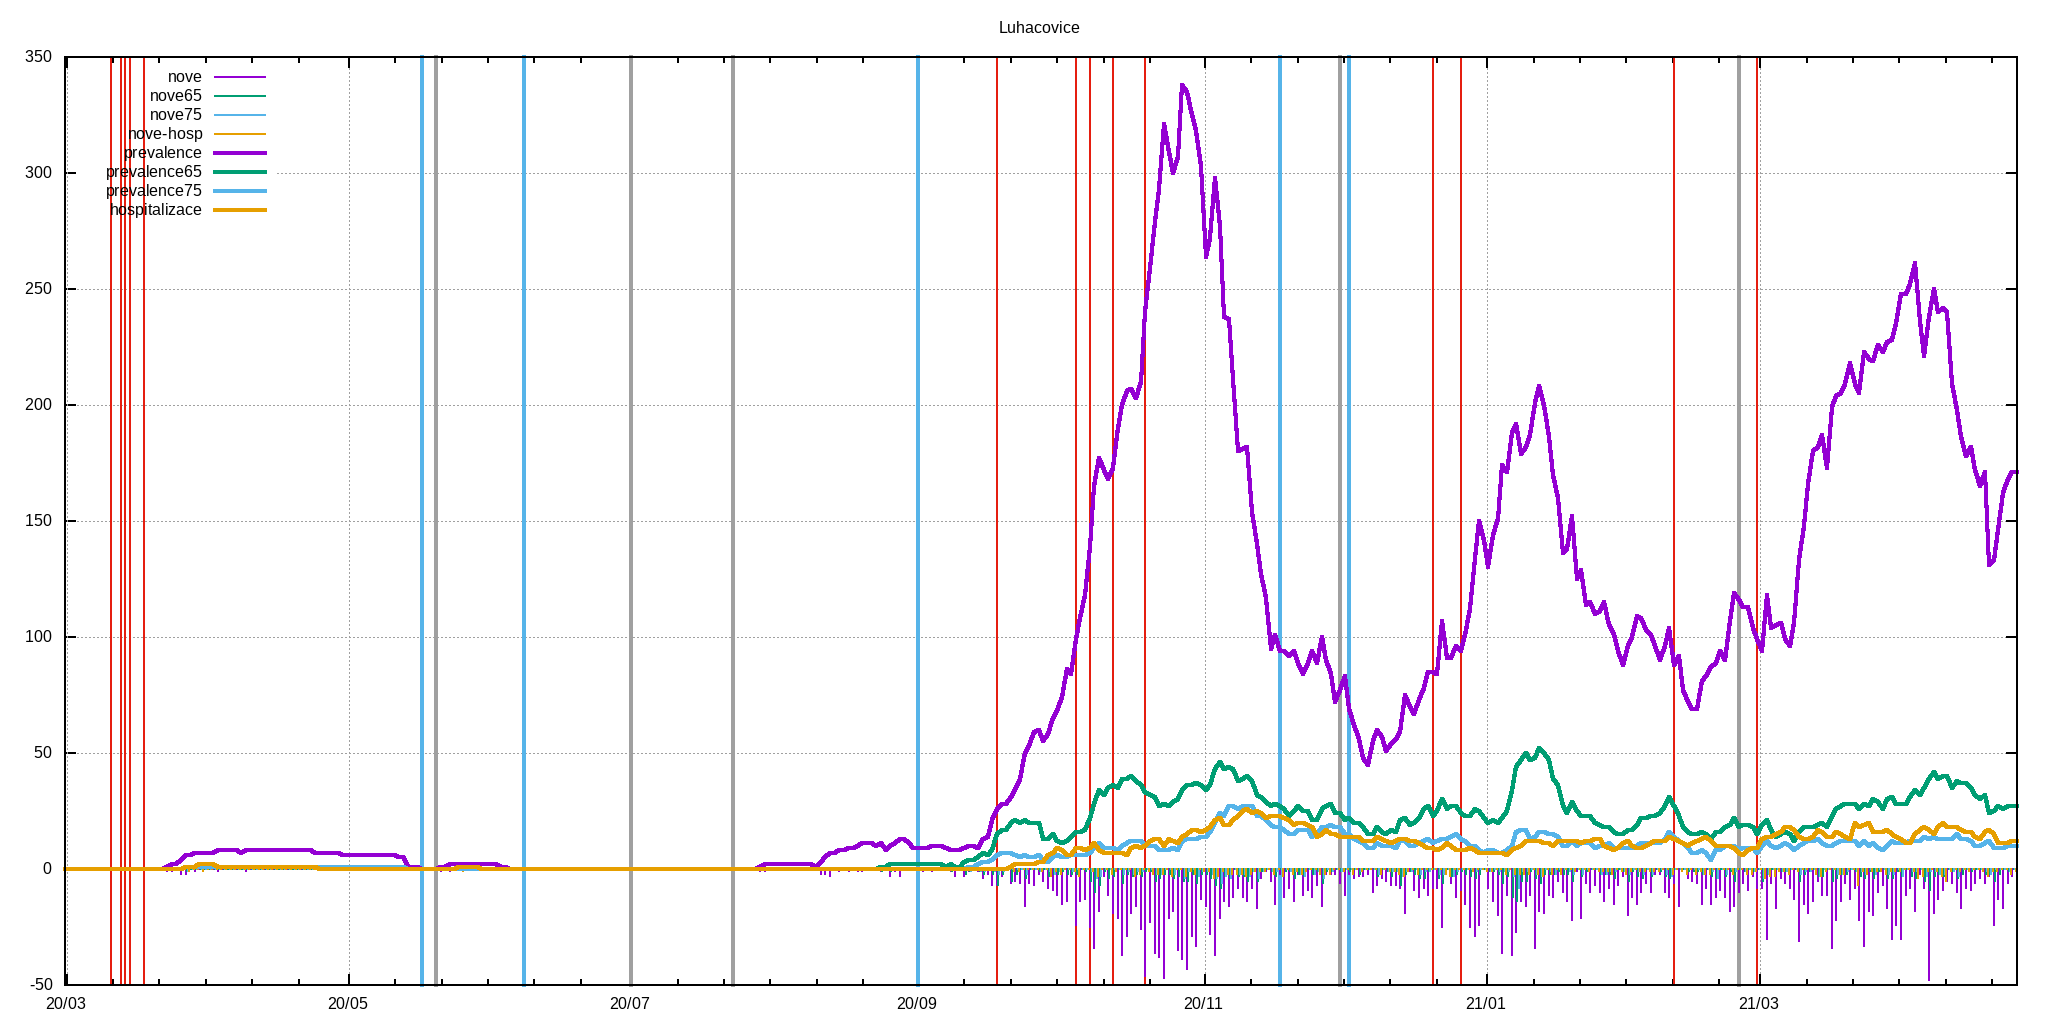 Luhacovice
350
300
250
200
150
100
50
0
-50
nove
nove65
nove75
nove-hosp
prevalence
prevalence65
prevalence75
hospitalizace
20/03 20/05 20/07 20/09 20/11 21/01 21/03